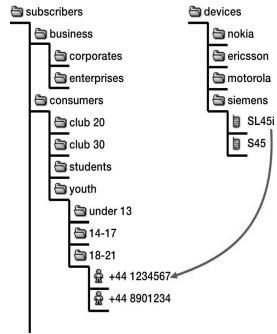 subscribers
business
corporates
enterprises
consumers
club 20
club 30
students
youth
under 13
14-17
18-21
+44 1234567
+44 8901234
devices
nokia
ericsson
motorola
siemens
SL45i
S45